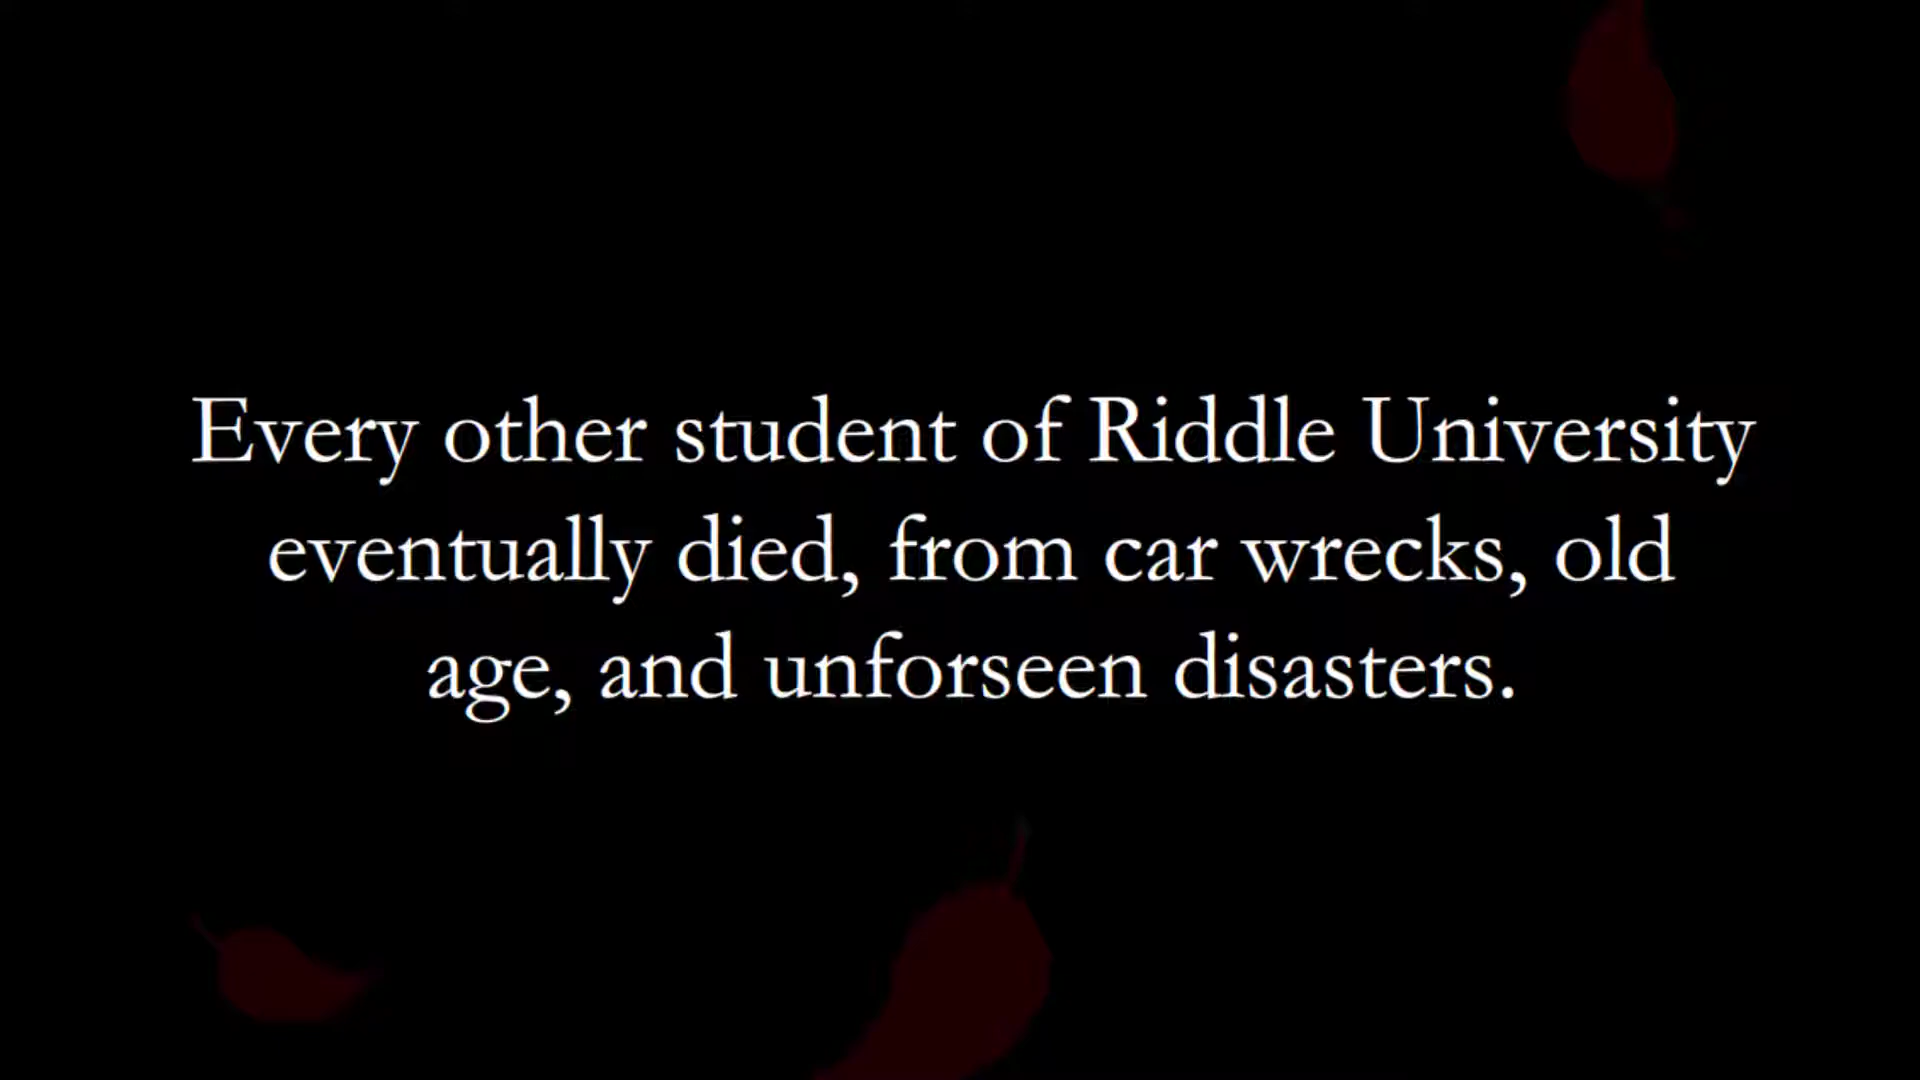 Every other student of Riddle University
eventually died, from car wrecks, old
age, and unforseen disasters.